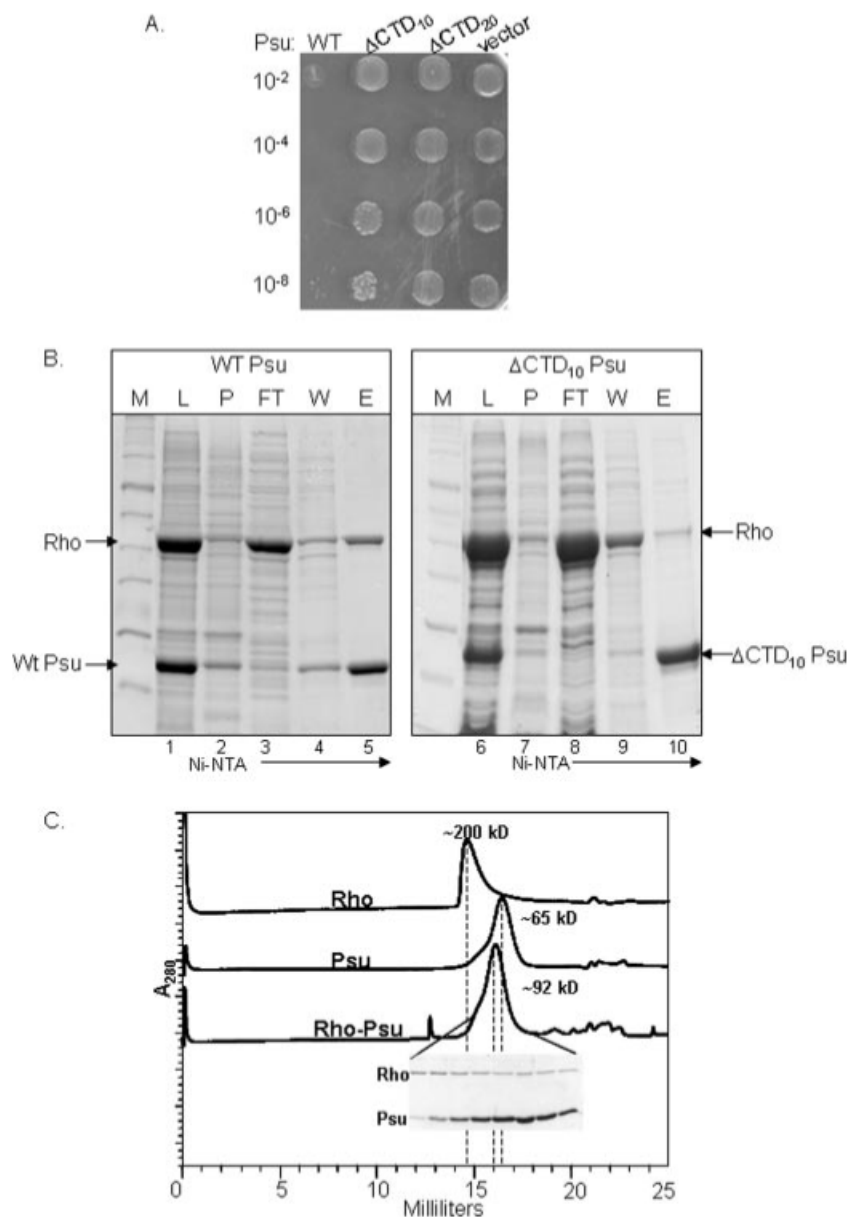 A.
Psu: WT ΔCTD10 ΔCTD20 vector
10-2
10-4
10-6
10-8
B.
WT Psu
M L P FT W E
Rho
Wt Psu
1 2 3 4 5
Ni-NTA
ΔCTD10 Psu
M L P FT W E
Rho
ΔCTD10 Psu
6 7 8 9 10
Ni-NTA
C.
~200 kD
Rho
~65 kD
Psu
~92 kD
Rho-Psu
Rho
Psu
A280
0 5 10 15 20 25
Milliliters